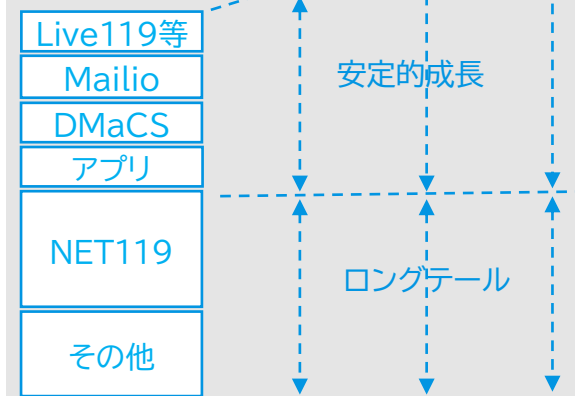 Live119等
Mailio
安定的成長
DMaCS
アプリ
NET119
ロングテール
その他